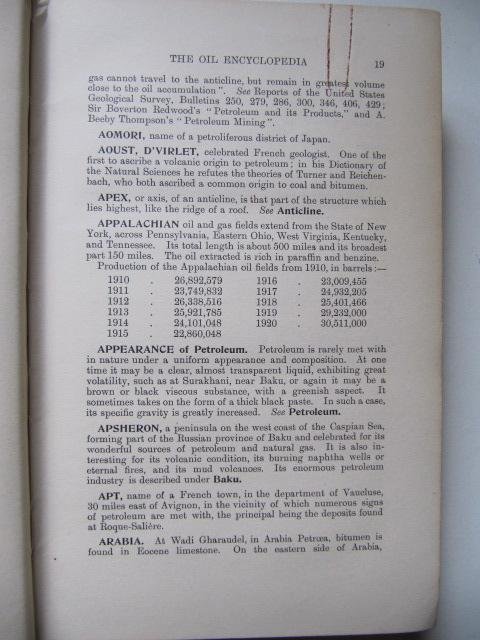 THE OIL ENCYCLOPEDIA 19
gas cannot travel to the anticline, but remain in greatest volume
close to the oil accumulation". See Reports of the United States
Geological Survey, Bulletins 250, 279, 286, 300, 346, 406, 429;
Sir Boverton Redwood's "Petroleum and its Products," and A.
Beeby Thompson's "Petroleum Mining".
AOMORI, name of a petroliferous district of Japan.
AOUST, D'VIRLET, celebrated French geologist. One of the
first to ascribe a volcanic origin to petroleum; in his Dictionary of
the Natural Sciences he refutes the theories of Turner and Reichen-
bach, who both ascribed a common origin to coal and bitumen.
APEX, or axis, of an anticline, is that part of the structure which
lies highest, like the ridge of a roof. See Anticline.
APPALACHIAN oil and gas fields extend from the State of New
York, across Pennsylvania, Eastern Ohio, West Virginia, Kentucky,
and Tennessee. Its total length is about 500 miles and its broadest
part 150 miles. The oil extracted is rich in paraffin and benzine.
Production of the Appalachian oil fields from 1910, in barrels:—
1910 . 26,892,579 1916 . 23,009,455
1911 . 23,749,832 1917 . 24,932,205
1912 . 26,338,516 1918 . 25,401,466
1913 . 25,921,785 1919 . 29,232,000
1914 . 24,101,048 1920 . 30,511,000
1915 . 22,860,048
APPEARANCE of Petroleum. Petroleum is rarely met with
in nature under a uniform appearance and composition. At one
time it may be a clear, almost transparent liquid, exhibiting great
volatility, such as at Surakhani, near Baku, or again it may be a
brown or black viscous substance, with a greenish aspect. It
sometimes takes on the form of a thick black paste. In such a case,
its specific gravity is greatly increased. See Petroleum.
APSHERON, a peninsula on the west coast of the Caspian Sea,
forming part of the Russian province of Baku and celebrated for its
wonderful sources of petroleum and natural gas. It is also in-
teresting for its volcanic condition, its burning naphtha wells or
eternal fires, and its mud volcanoes. Its enormous petroleum
industry is described under Baku.
APT, name of a French town, in the department of Vaucluse,
30 miles east of Avignon, in the vicinity of which numerous signs
of petroleum are met with, the principal being the deposits found
at Roque-Salière.
ARABIA. At Wadi Gharaudel, in Arabia Petræa, bitumen is
found in Eocene limestone. On the eastern side of Arabia,